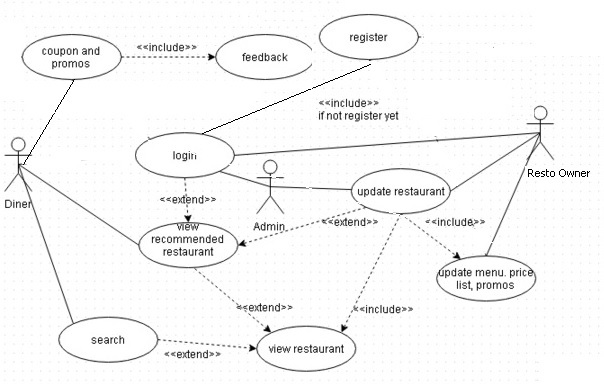 register
coupon and
promos
<<include>>
feedback
<<include>>
if not register yet
login
Resto Owner
Diner
<<extend>>
Admin
update restaurant
view
recommended
restaurant
<<extend>>
<<include>>
update menu. price
list, promos
<<extend>>
<<include>>
search
<<extend>>
view restaurant